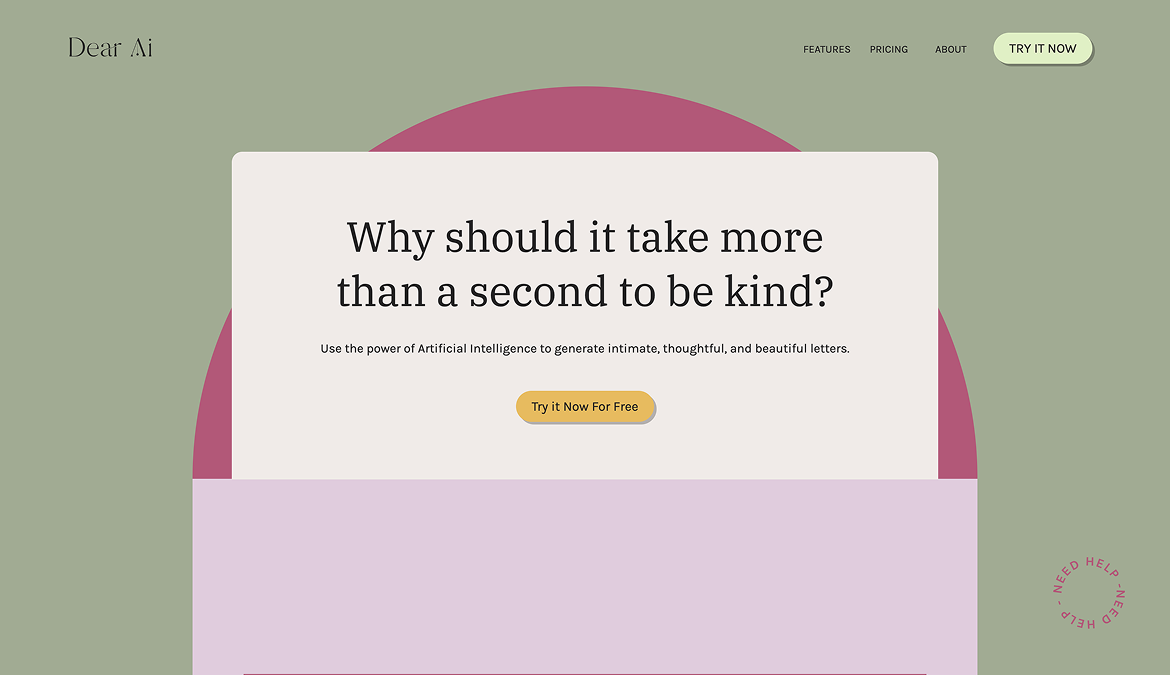 Dear Ai
FEATURES
PRICING
ABOUT
TRY IT NOW
Why should it take more
than a second to be kind?
Use the power of Artificial Intelligence to generate intimate, thoughtful, and beautiful letters.
Try it Now For Free
NEED HELP -NEED HELP -